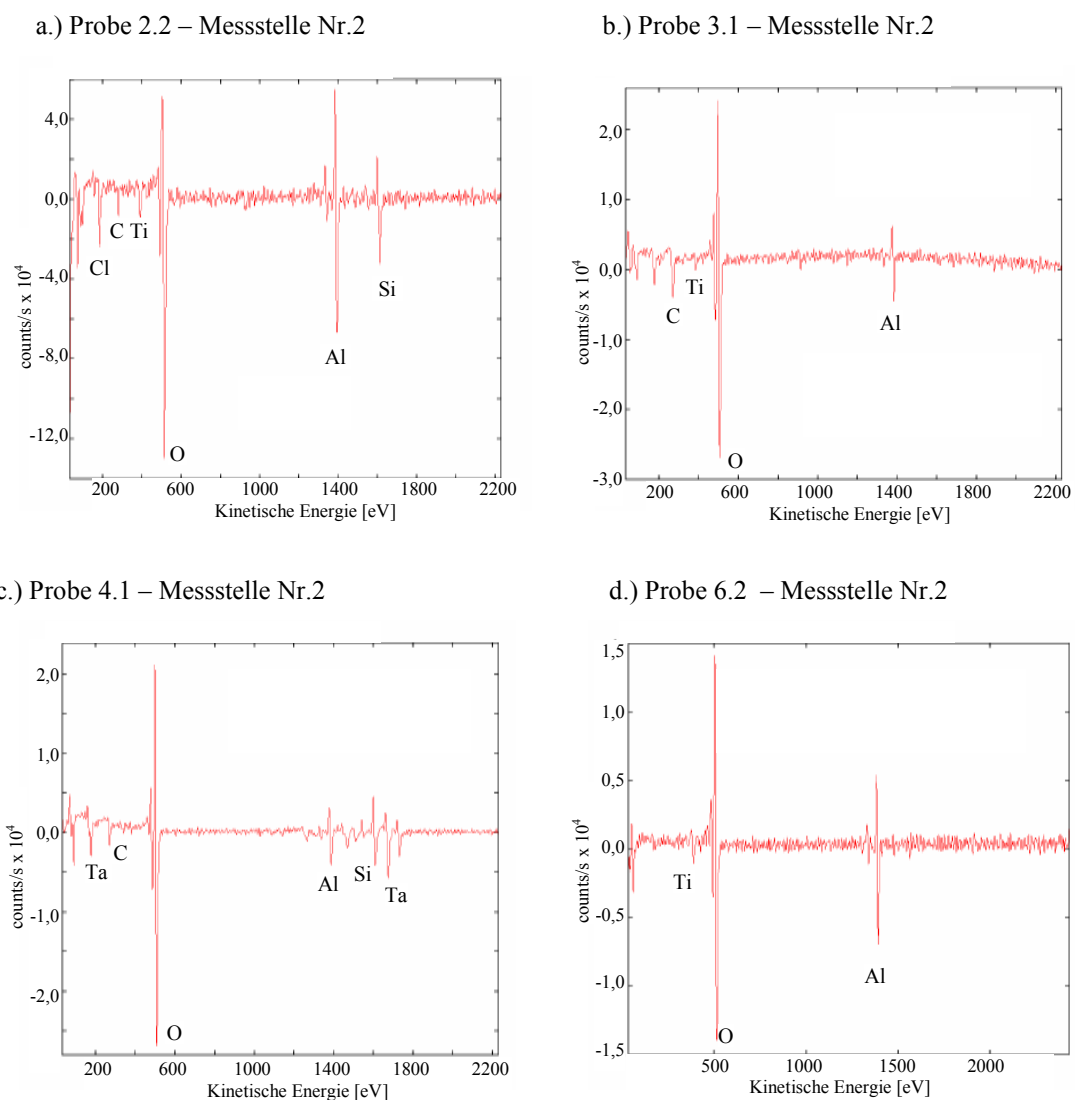 a.) Probe 2.2 – Messstelle Nr.2
4,0
0,0
-4,0
-8,0
-12,0
counts/s x 10⁴
Cl
C
Ti
O
Al
Si
200 600 1000 1400 1800 2200
Kinetische Energie [eV]
b.) Probe 3.1 – Messstelle Nr.2
2,0
1,0
0,0
-1,0
-2,0
-3,0
counts/s x 10⁴
C
Ti
O
Al
200 600 1000 1400 1800 2200
Kinetische Energie [eV]
c.) Probe 4.1 – Messstelle Nr.2
2,0
1,0
0,0
-1,0
-2,0
counts/s x 10⁴
Ta
C
O
Al
Si
Ta
200 600 1000 1400 1800 2200
Kinetische Energie [eV]
d.) Probe 6.2 – Messstelle Nr.2
1,5
1,0
0,5
0,0
-0,5
-1,0
-1,5
counts/s x 10⁴
Ti
O
Al
500 1000 1500 2000
Kinetische Energie [eV]